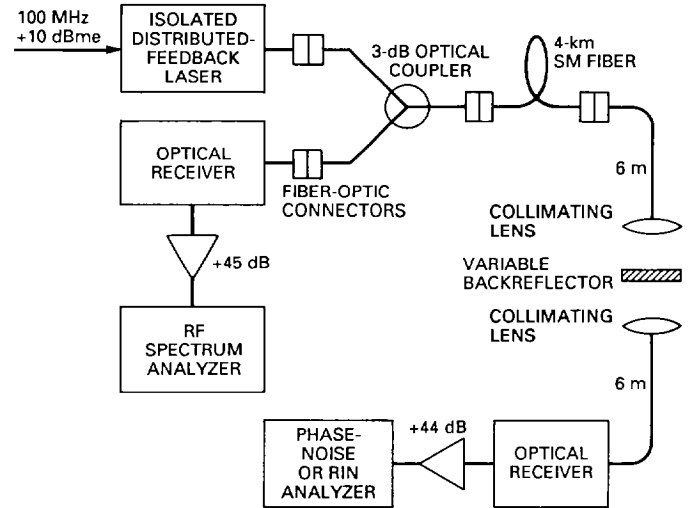 100 MHz
+10 dBme
ISOLATED
DISTRIBUTED-
FEEDBACK
LASER
3-dB OPTICAL
COUPLER
4-km
SM FIBER
OPTICAL
RECEIVER
FIBER-OPTIC
CONNECTORS
6 m
COLLIMATING
LENS
+45 dB
VARIABLE
BACKREFLECTOR
RF
SPECTRUM
ANALYZER
COLLIMATING
LENS
6 m
PHASE-
NOISE
OR RIN
ANALYZER
+44 dB
OPTICAL
RECEIVER